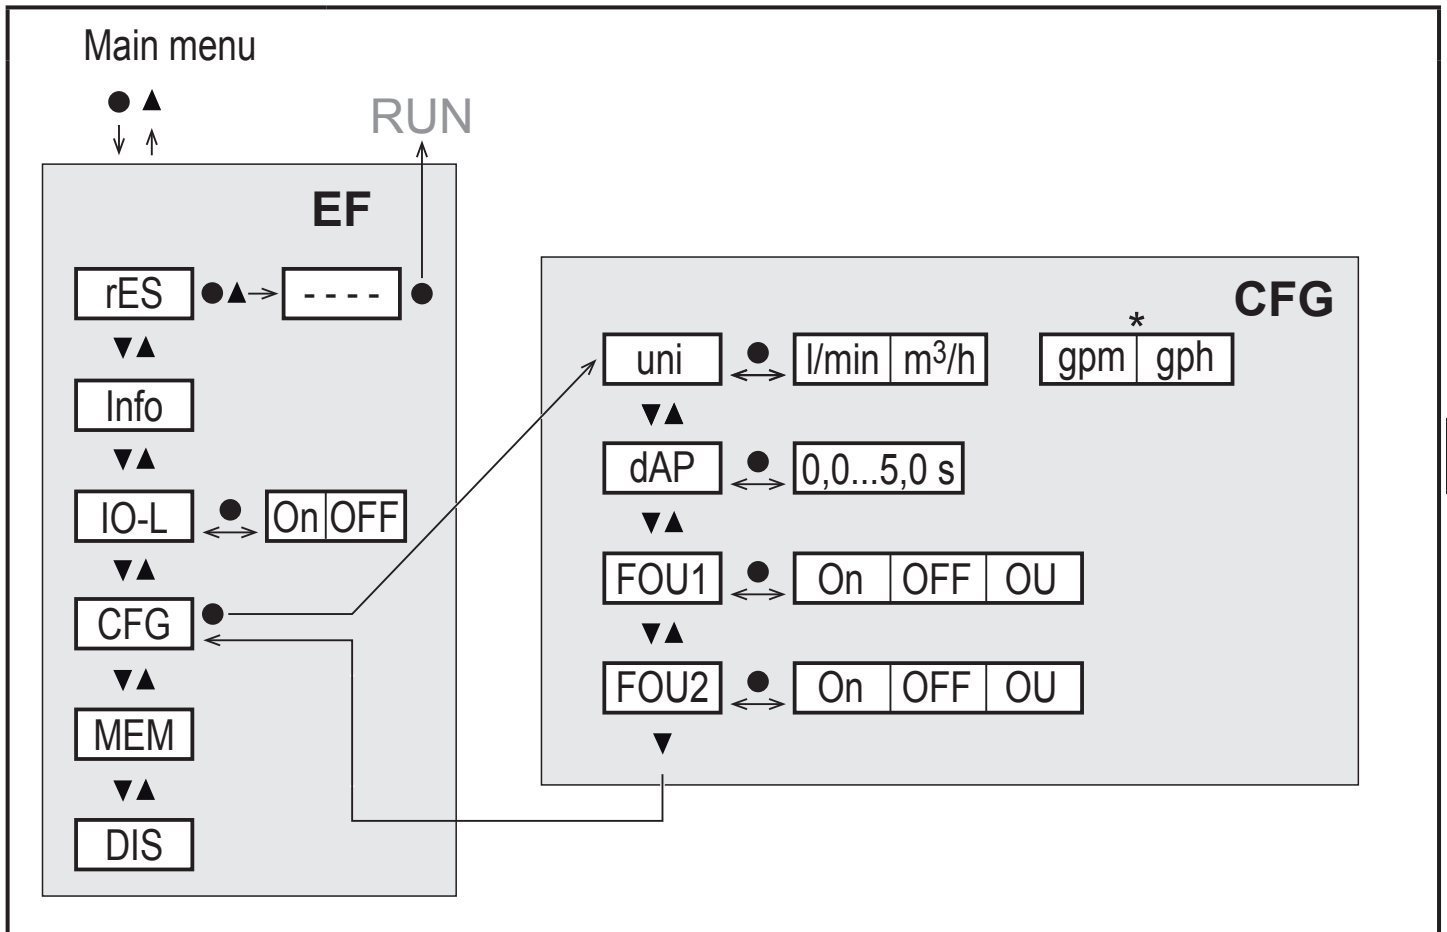 Main menu
RUN
EF
rES
- - - -
Info
IO-L
On OFF
CFG
MEM
DIS
CFG
*
uni
l/min m³/h
gpm gph
dAP
0,0...5,0 s
FOU1
On OFF OU
FOU2
On OFF OU